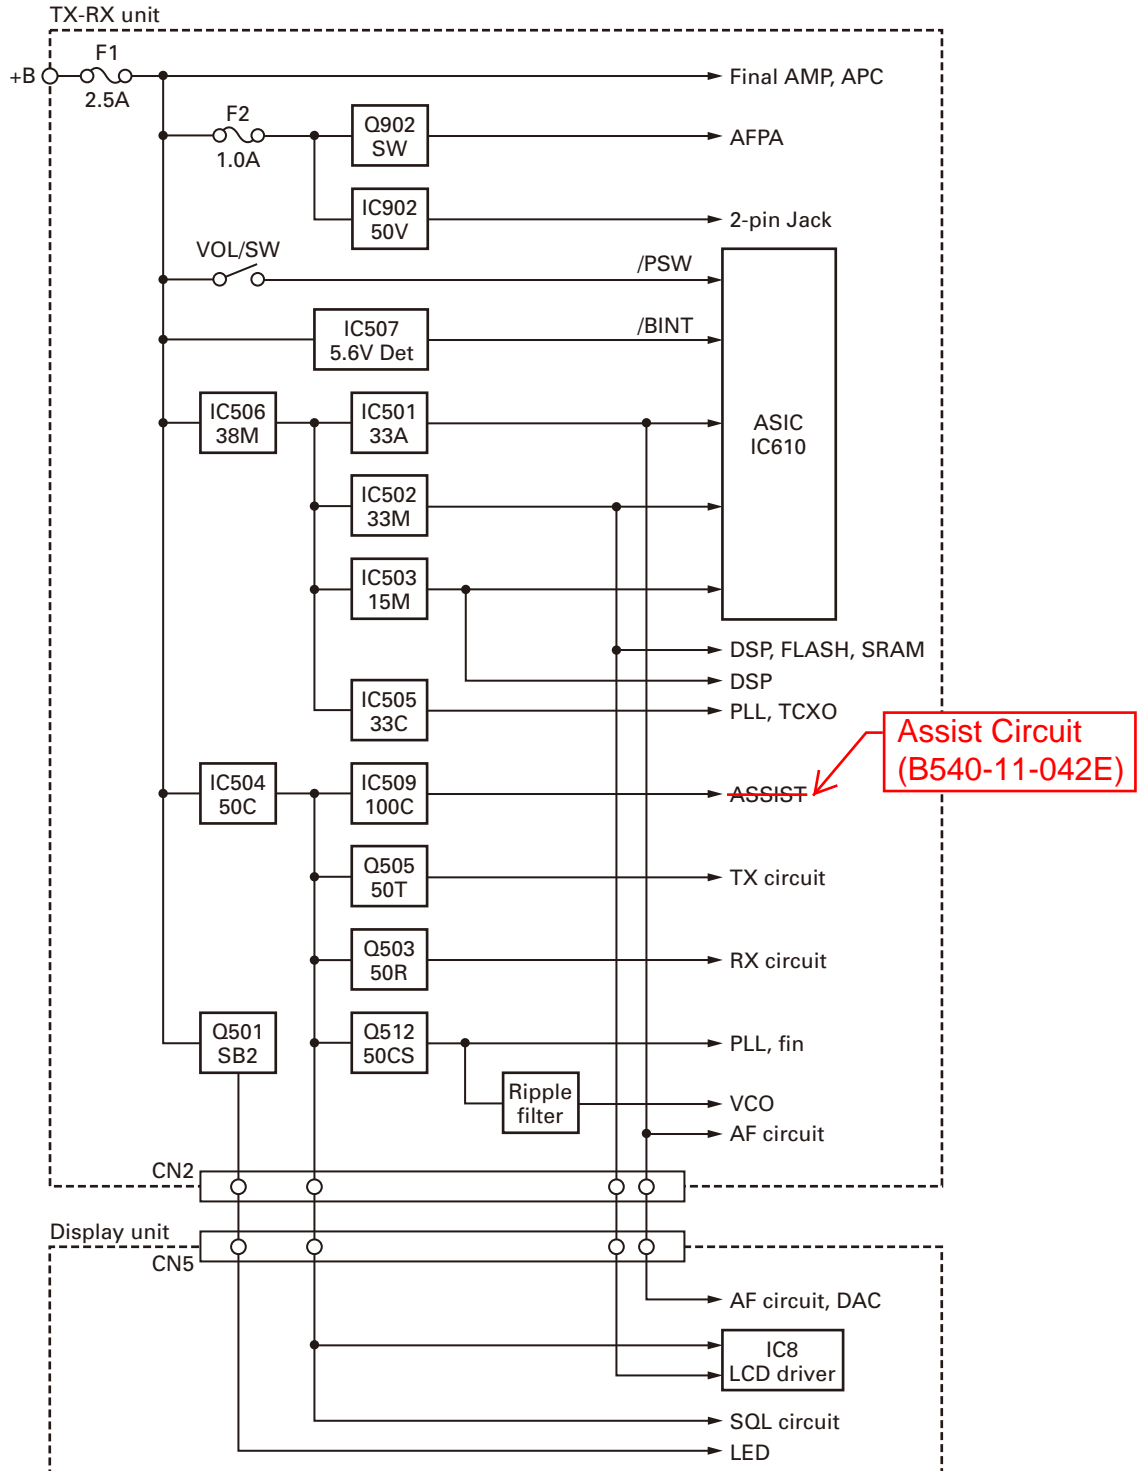 TX-RX unit
F1
+B
2.5A
Final AMP, APC
F2
1.0A
Q902
SW
AFPA
IC902
50V
2-pin Jack
VOL/SW
/PSW
IC507
5.6V Det
/BINT
IC506
38M
IC501
33A
ASIC
IC610
IC502
33M
IC503
15M
DSP, FLASH, SRAM
DSP
IC505
33C
PLL, TCXO
Assist Circuit
(B540-11-042E)
IC504
50C
IC509
100C
ASSIST
Q505
50T
TX circuit
Q503
50R
RX circuit
Q501
SB2
Q512
50CS
PLL, fin
Ripple
filter
VCO
AF circuit
CN2
Display unit
CN5
AF circuit, DAC
IC8
LCD driver
SQL circuit
LED